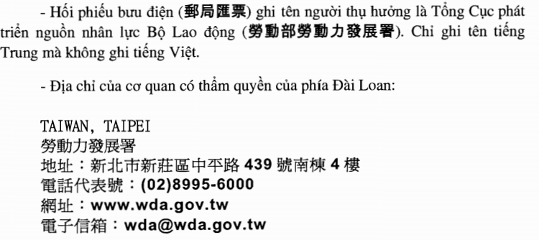 - Hối phiếu bưu điện (郵局匯票) ghi tên người thụ hưởng là Tổng Cục phát
triển nguồn nhân lực Bộ Lao động (勞動部勞動力發展署). Chỉ ghi tên tiếng
Trung mà không ghi tiếng Việt.
- Địa chỉ của cơ quan có thẩm quyền của phía Đài Loan:
TAIWAN, TAIPEI
勞動力發展署
地址：新北市新莊區中平路 439 號南棟 4 樓
電話代表號：(02)8995-6000
網址：www.wda.gov.tw
電子信箱：wda@wda.gov.tw